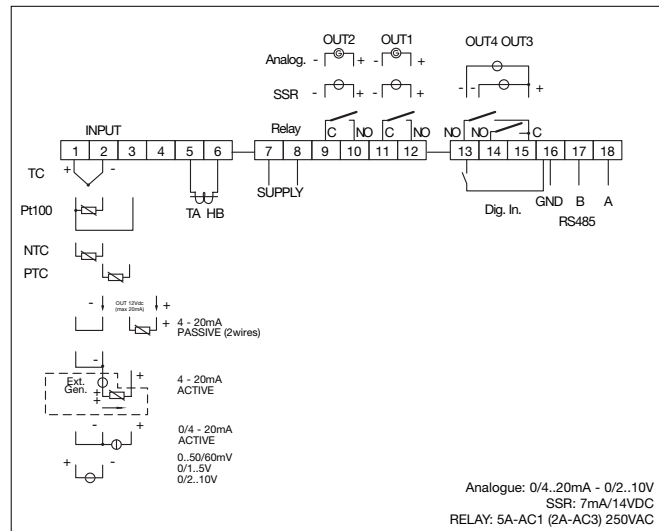 OUT2 OUT1 OUT4 OUT3
Analog. - G + - G +
SSR - + - + - - +
INPUT Relay C NO C NO NO NO C
1 2 3 4 5 6 7 8 9 10 11 12 13 14 15 16 17 18
TC + -
SUPPLY
TA HB
Dig. In. GND B A
RS485
Pt100
NTC
PTC
- OUT 12Vdc +
(max 20mA)
+ 4 - 20mA
PASSIVE (2wires)
-
Ext.
Gen. + 4 - 20mA
+ ACTIVE
+
- + 0/4 - 20mA
ACTIVE
+ - 0..50/60mV
0/1..5V
0/2..10V
Analogue: 0/4..20mA - 0/2..10V
SSR: 7mA/14VDC
RELAY: 5A-AC1 (2A-AC3) 250VAC